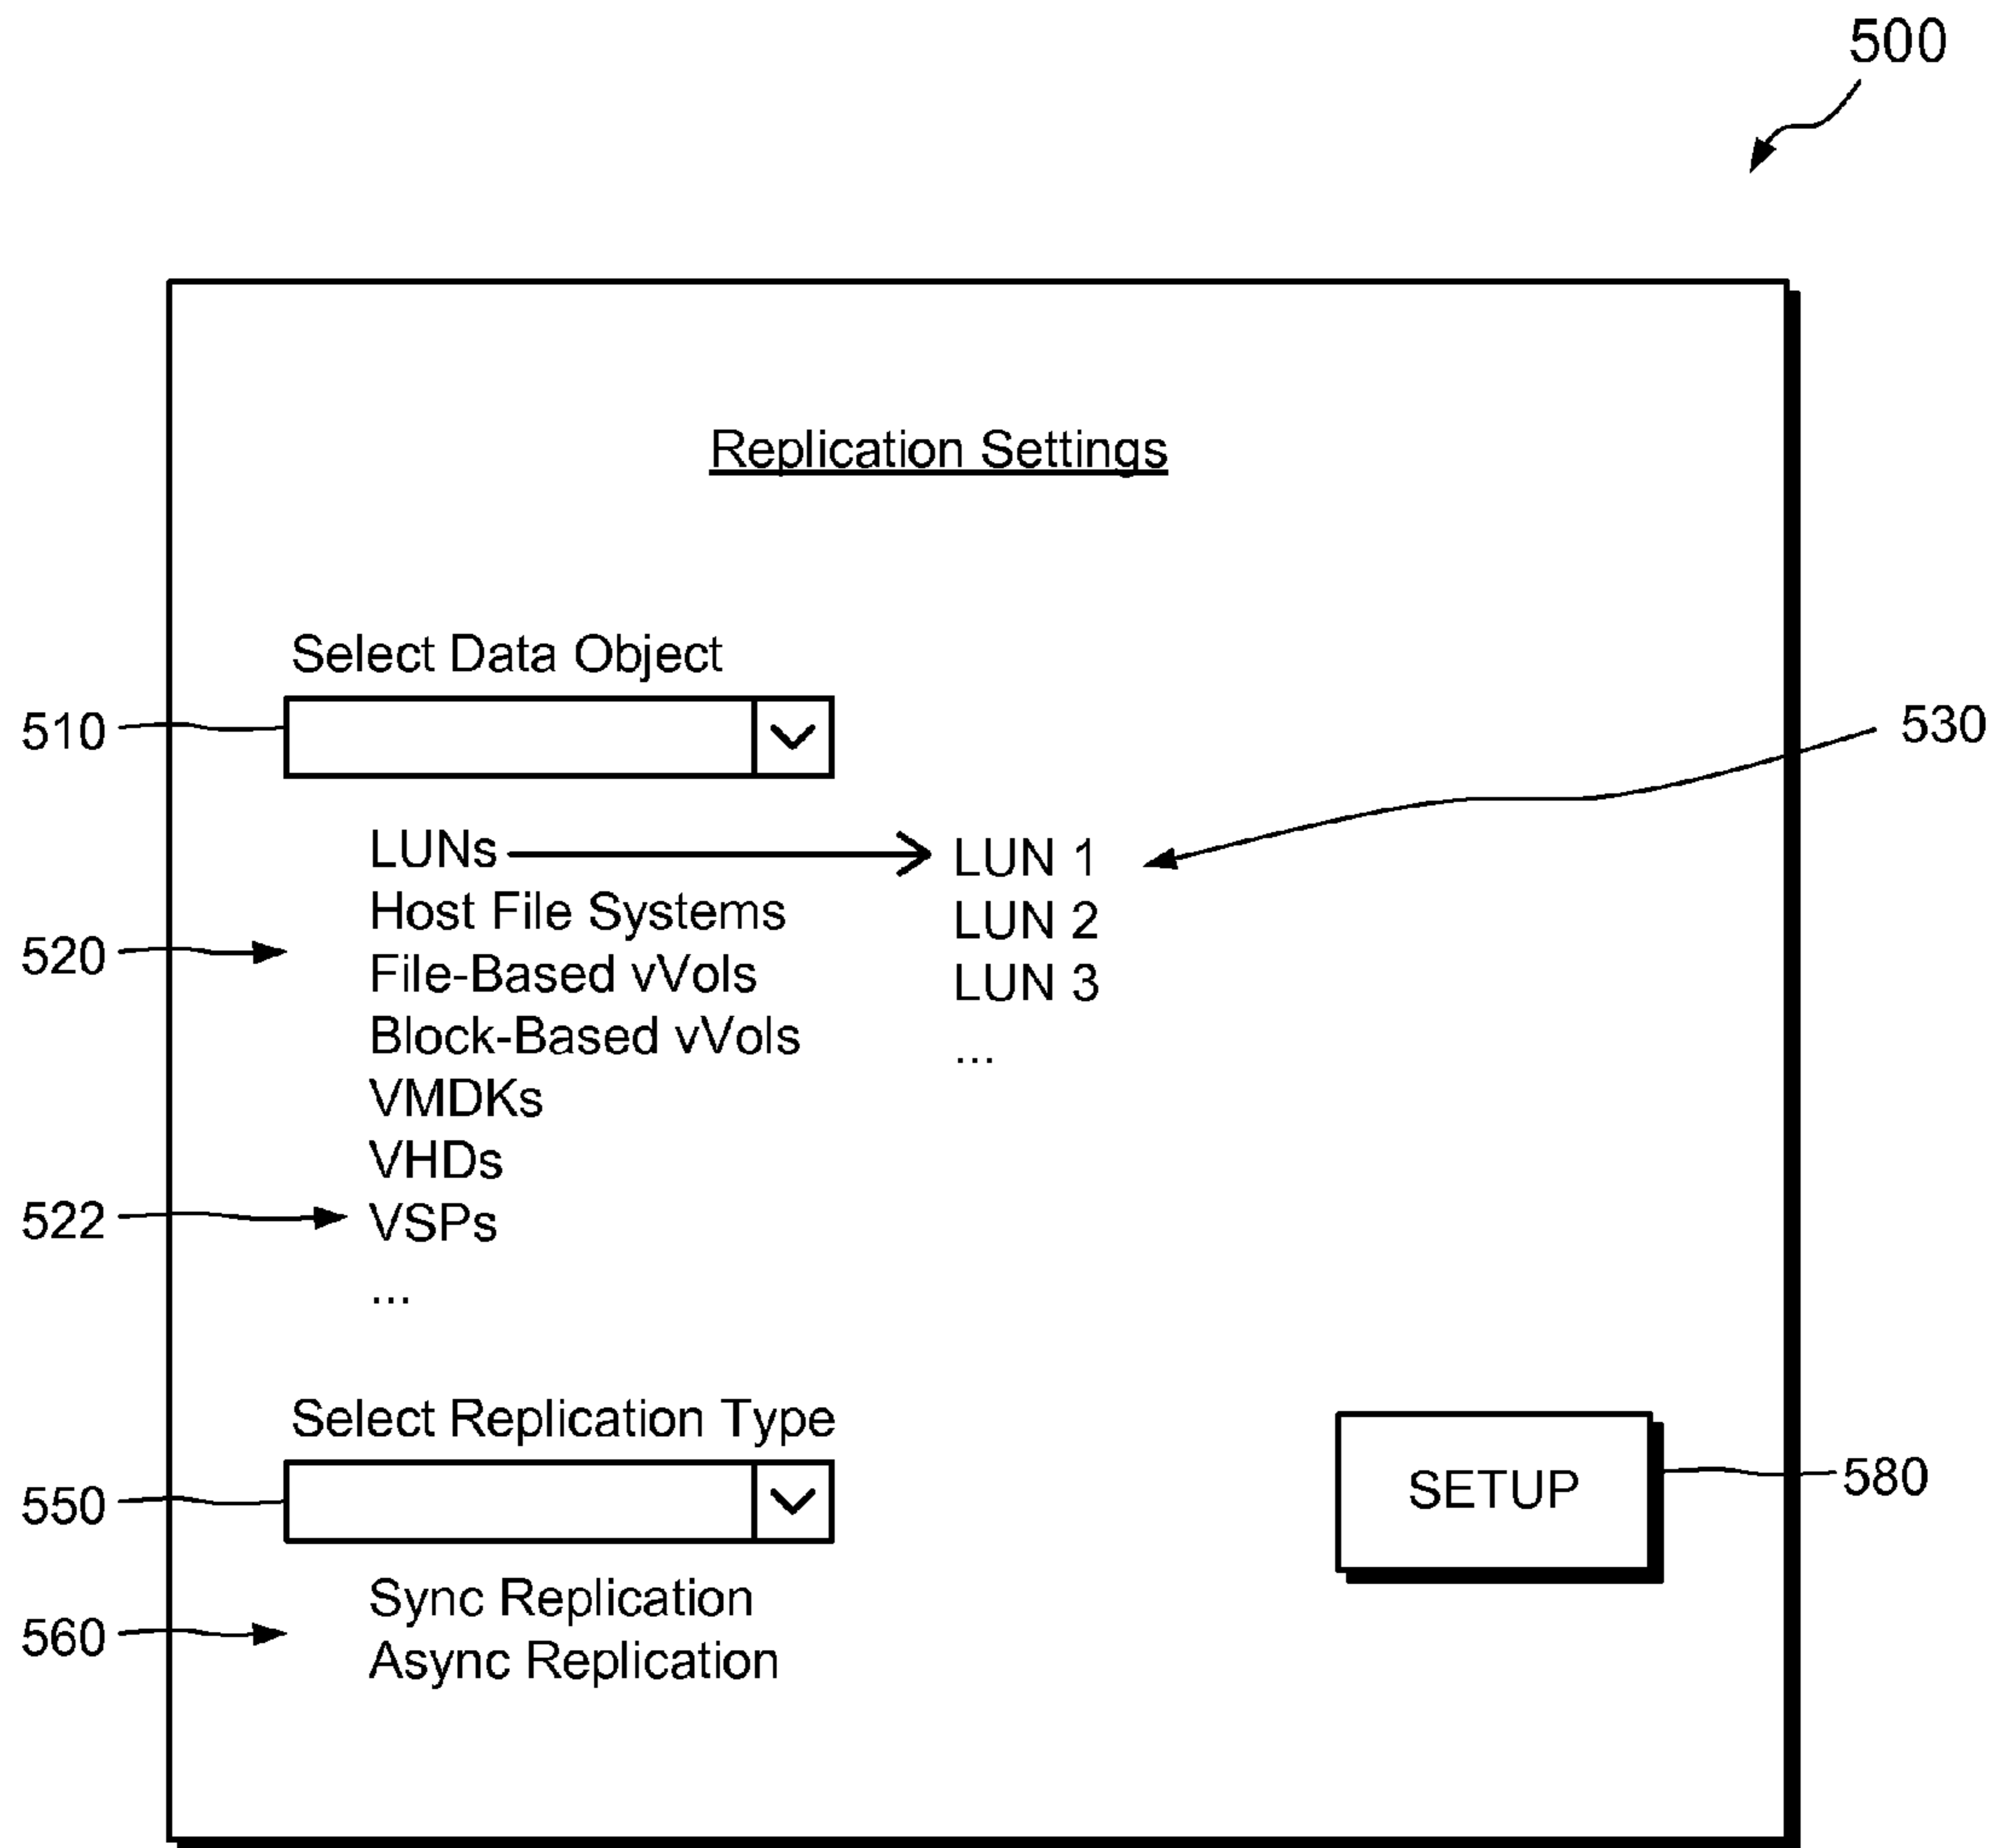 500
Replication Settings
Select Data Object
510
530
LUNs
LUN 1
Host File Systems
LUN 2
520
File-Based vVols
LUN 3
Block-Based vVols
...
VMDKs
VHDs
522
VSPs
...
Select Replication Type
550
SETUP
580
Sync Replication
560
Async Replication